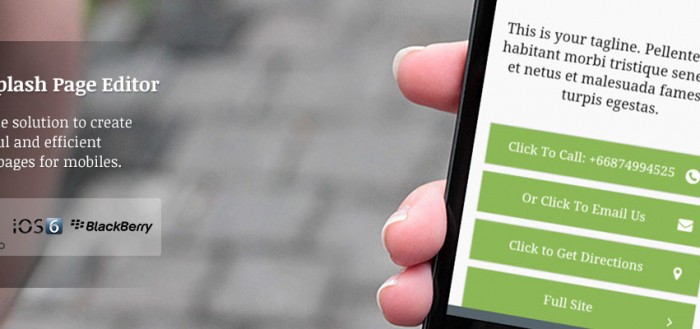 plash Page Editor
e solution to create
ul and efficient
pages for mobiles.
iOS 6 BlackBerry
This is your tagline. Pellente
habitant morbi tristique sene
et netus et malesuada fames
turpis egestas.
Click To Call: +66874994525
Or Click To Email Us
Click to Get Directions
Full Site